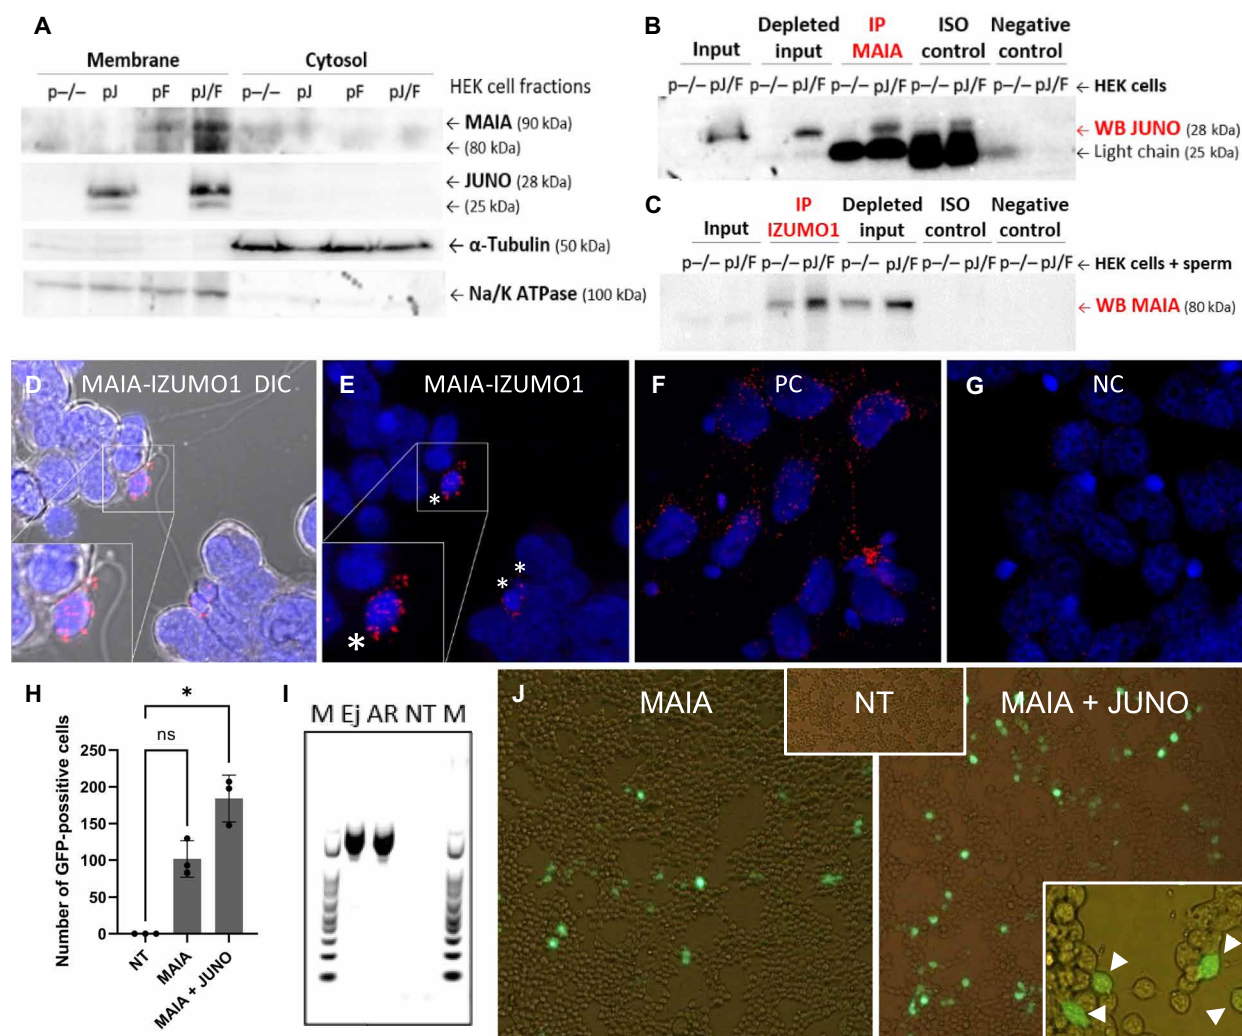 A
Membrane Cytosol
p−/− pJ pF pJ/F p−/− pJ pF pJ/F HEK cell fractions
← MAIA (90 kDa)
← (80 kDa)
← JUNO (28 kDa)
← (25 kDa)
← α-Tubulin (50 kDa)
← Na/K ATPase (100 kDa)
B
Input Depleted input IP MAIA ISO control Negative control
p−/− pJ/F p−/− pJ/F p−/− pJ/F p−/− pJ/F p−/− pJ/F ← HEK cells
← WB JUNO (28 kDa)
← Light chain (25 kDa)
C
Input IP IZUMO1 Depleted input ISO control Negative control
p−/− pJ/F p−/− pJ/F p−/− pJ/F p−/− pJ/F p−/− pJ/F ← HEK cells + sperm
← WB MAIA (80 kDa)
D MAIA-IZUMO1 DIC
E MAIA-IZUMO1
*
* *
*
F PC
G NC
H
*
ns
Number of GFP-possitive cells
250
200
150
100
50
0
NT MAIA MAIA + JUNO
I
M Ej AR NT M
J MAIA NT MAIA + JUNO